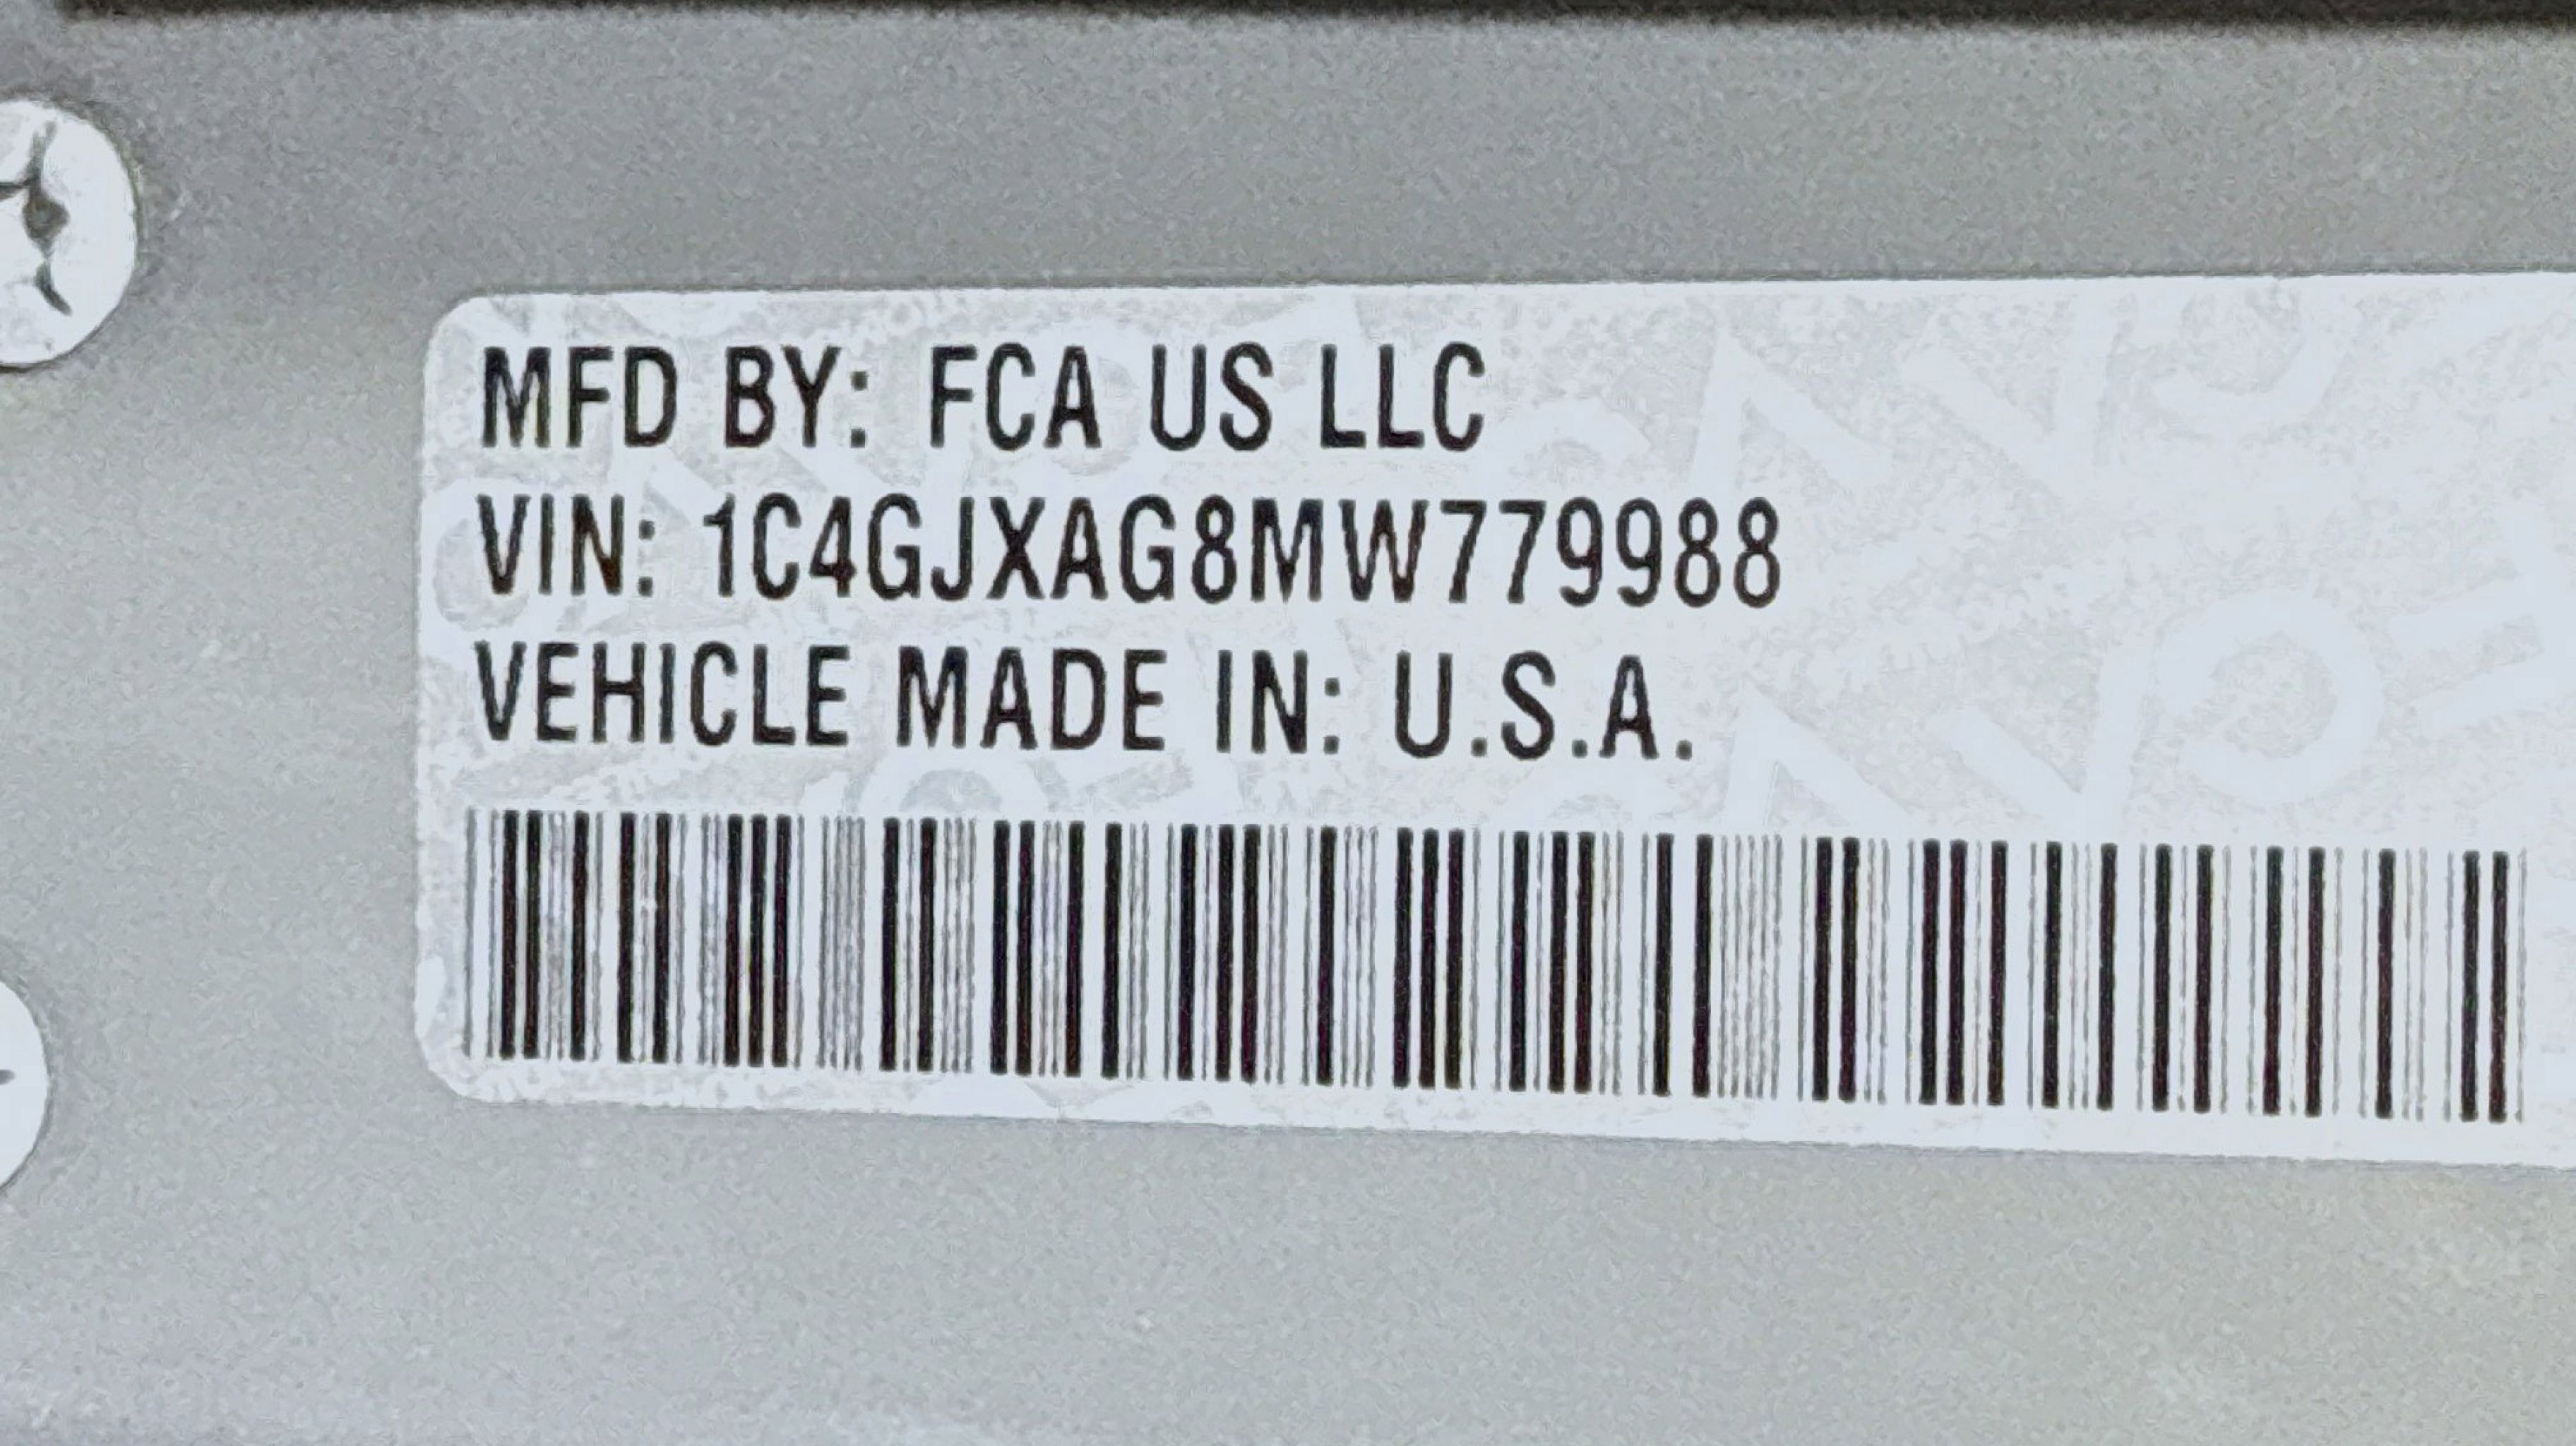 MFD BY: FCA US LLC
VIN: 1C4GJXAG8MW779988
VEHICLE MADE IN: U.S.A.